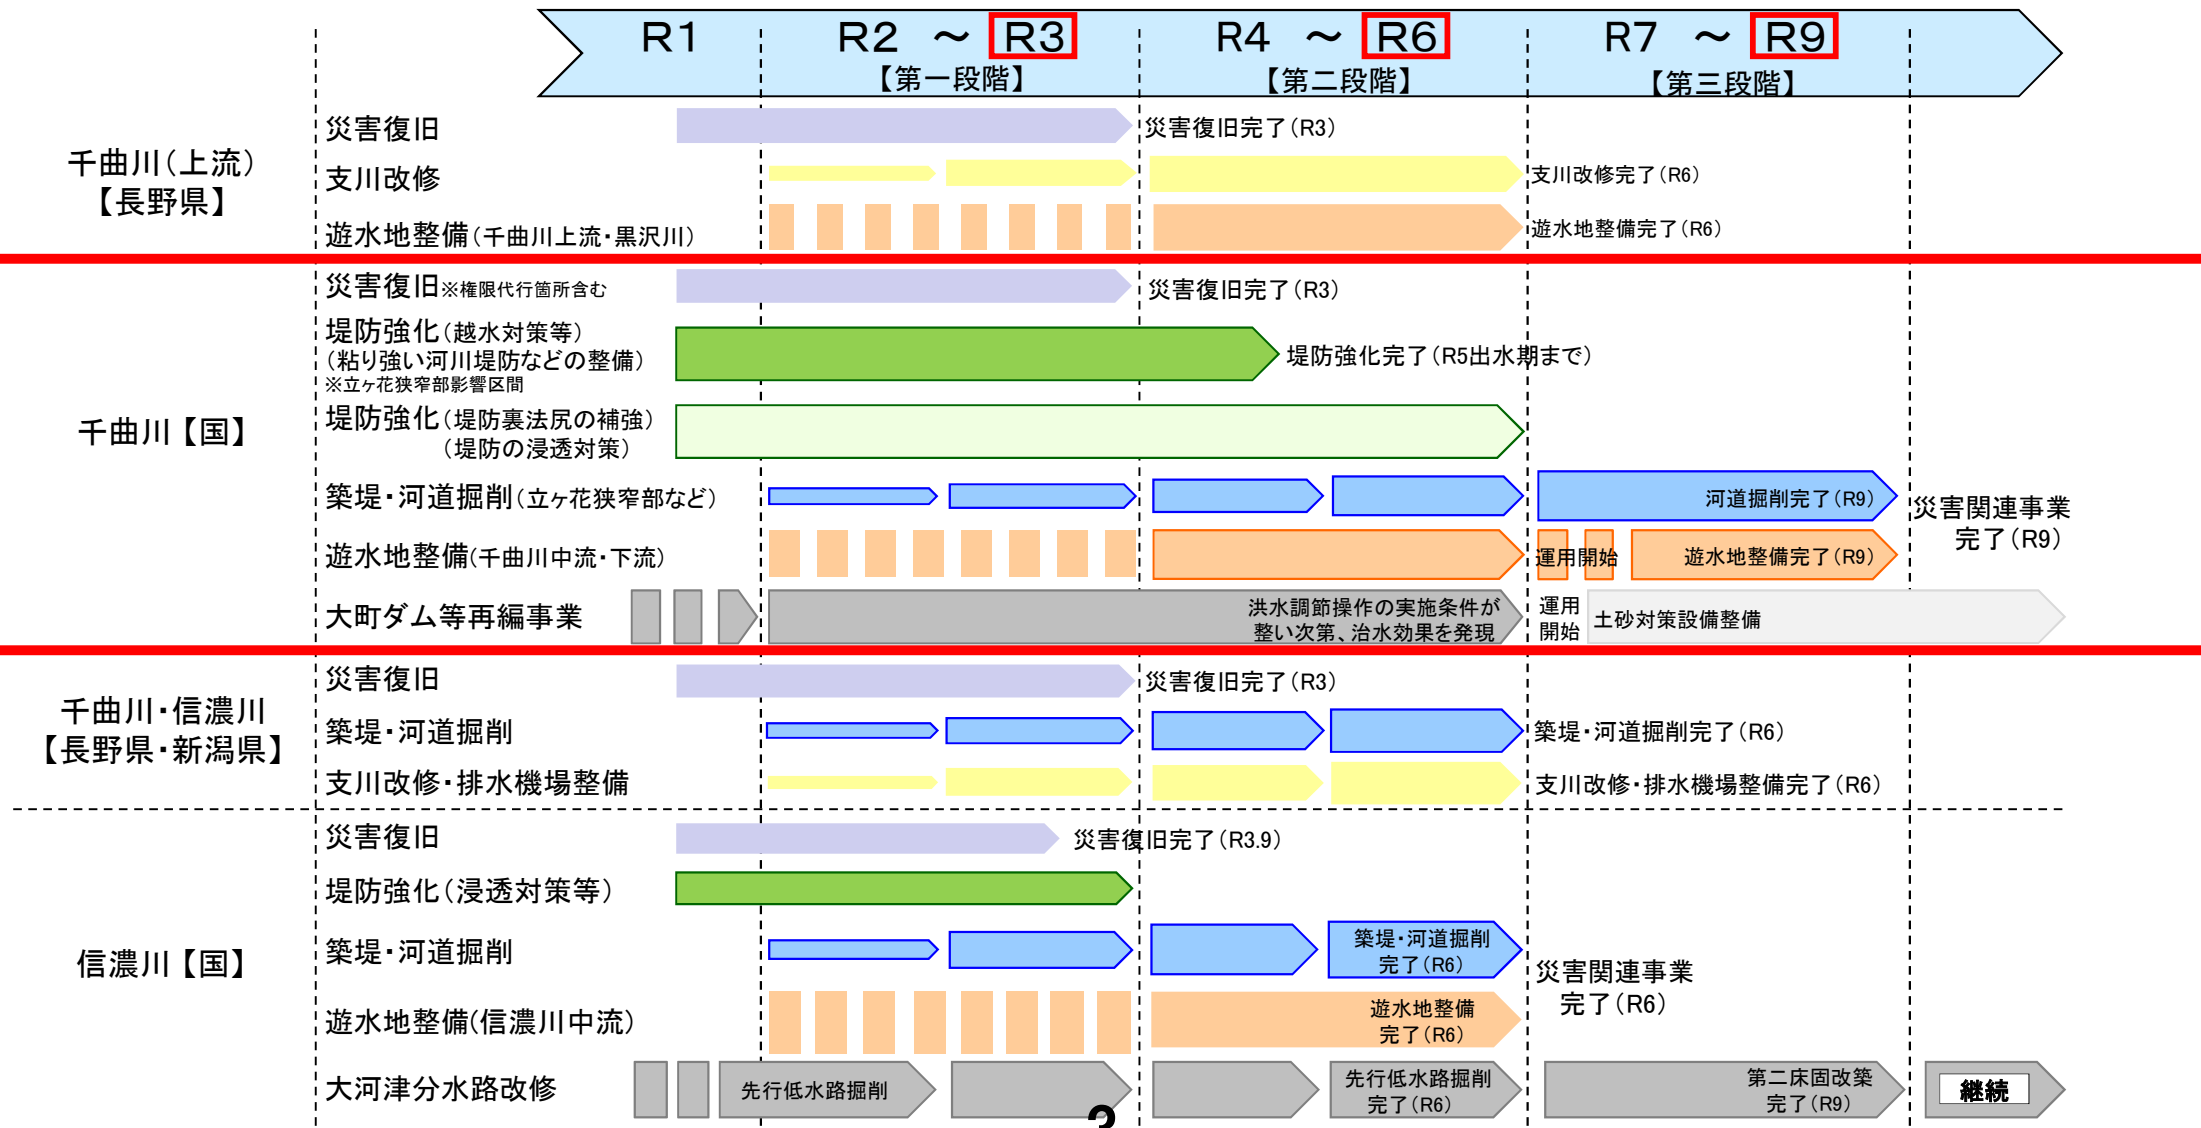 R1
R2 ～ R3
【第一段階】
R4 ～ R6
【第二段階】
R7 ～ R9
【第三段階】
千曲川（上流）
【長野県】
災害復旧
災害復旧完了（R3）
支川改修
支川改修完了（R6）
遊水地整備（千曲川上流・黒沢川）
遊水地整備完了（R6）
千曲川【国】
災害復旧※権限代行箇所含む
災害復旧完了（R3）
堤防強化（越水対策等）
（粘り強い河川堤防などの整備）
※立ヶ花狭窄部影響区間
堤防強化完了（R5出水期まで）
堤防強化（堤防裏法尻の補強）
（堤防の浸透対策）
築堤・河道掘削（立ヶ花狭窄部など）
河道掘削完了（R9）
遊水地整備（千曲川中流・下流）
運用開始
遊水地整備完了（R9）
災害関連事業
完了（R9）
大町ダム等再編事業
洪水調節操作の実施条件が
整い次第、治水効果を発現
運用
開始
土砂対策設備整備
千曲川・信濃川
【長野県・新潟県】
災害復旧
災害復旧完了（R3）
築堤・河道掘削
築堤・河道掘削完了（R6）
支川改修・排水機場整備
支川改修・排水機場整備完了（R6）
信濃川【国】
災害復旧
災害復旧完了（R3.9）
堤防強化（浸透対策等）
築堤・河道掘削
築堤・河道掘削
完了（R6）
遊水地整備（信濃川中流）
遊水地整備
完了（R6）
災害関連事業
完了（R6）
大河津分水路改修
先行低水路掘削
先行低水路掘削
完了（R6）
第二床固改築
完了（R9）
継続
3